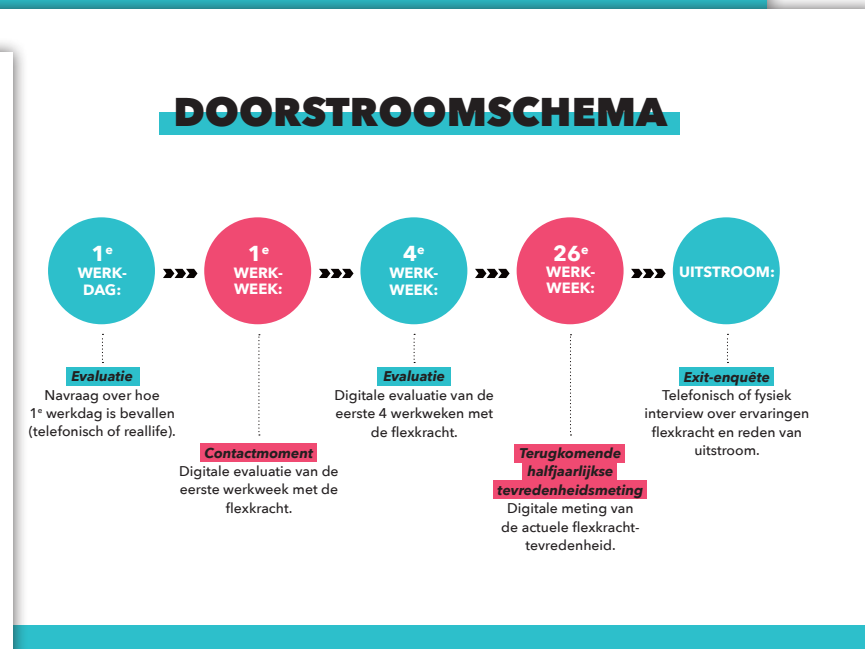 DOORSTROOMSCHEMA
1e
WERK-
DAG:
1e
WERK-
WEEK:
4e
WERK-
WEEK:
26e
WERK-
WEEK:
UITSTROOM:
Evaluatie
Navraag over hoe
1e werkdag is bevallen
(telefonisch of reallife).
Contactmoment
Digitale evaluatie van de
eerste werkweek met de
flexkracht.
Evaluatie
Digitale evaluatie van de
eerste 4 werkweken met
de flexkracht.
Terugkomende
halfjaarlijkse
tevredenheidsmeting
Digitale meting van
de actuele flexkracht-
tevredenheid.
Exit-enquête
Telefonisch of fysiek
interview over ervaringen
flexkracht en reden van
uitstroom.